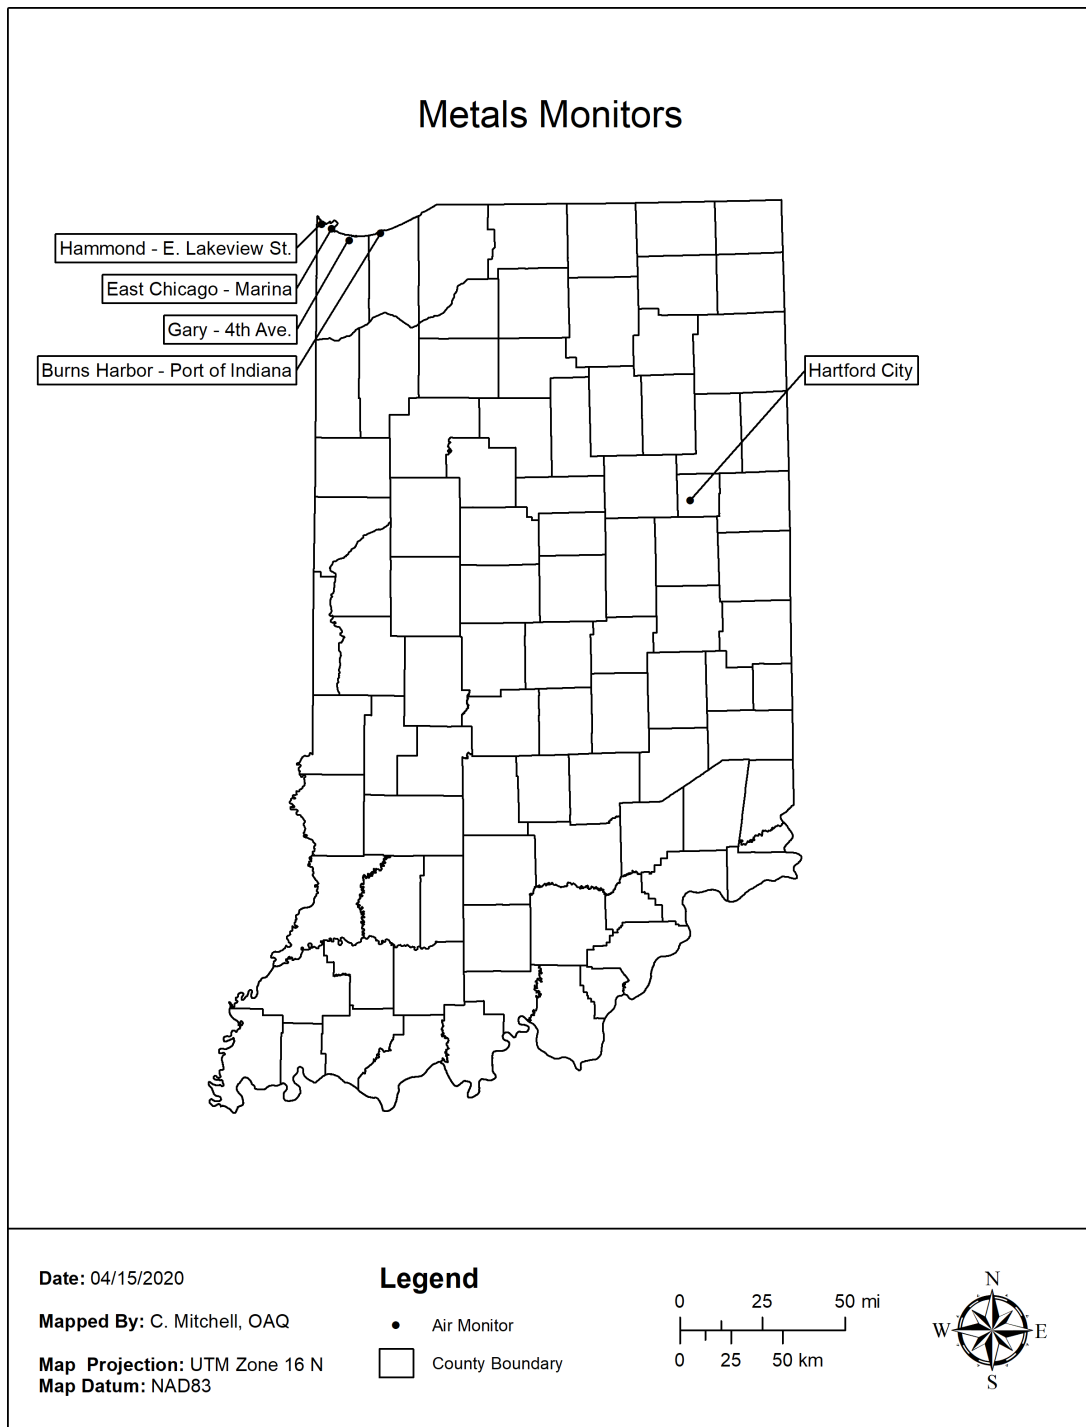 Metals Monitors
Hammond - E. Lakeview St.
East Chicago - Marina
Gary - 4th Ave.
Burns Harbor - Port of Indiana
Hartford City
Date: 04/15/2020
Mapped By: C. Mitchell, OAQ
Map Projection: UTM Zone 16 N
Map Datum: NAD83
Legend
Air Monitor
County Boundary
0 25 50 mi
0 25 50 km
N
W E
S